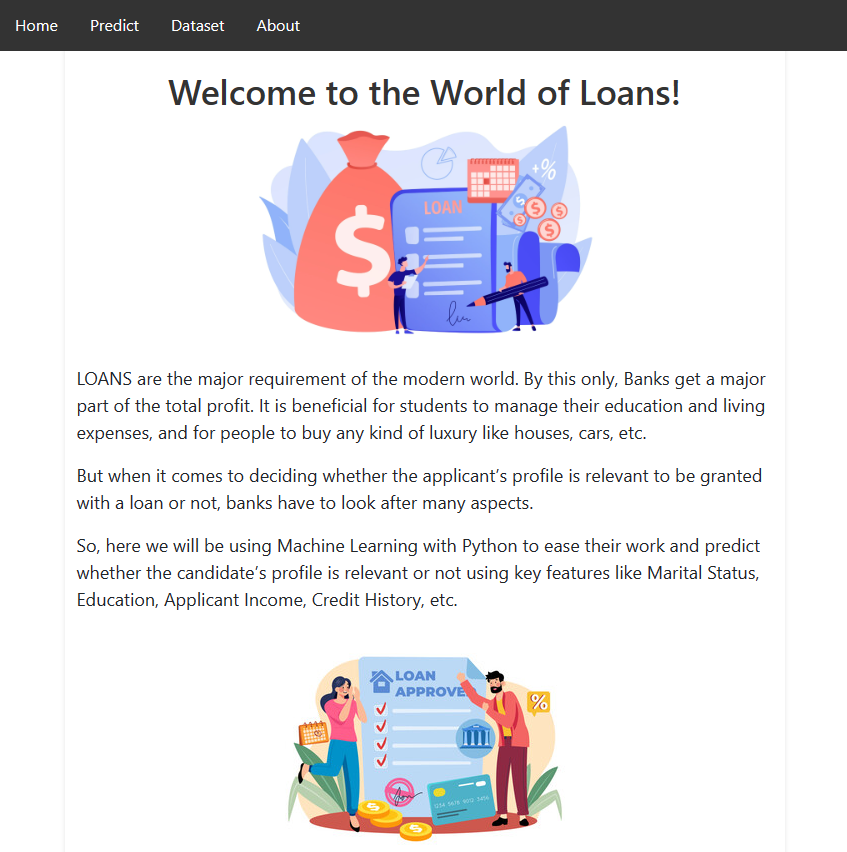 Home Predict Dataset About
Welcome to the World of Loans!
+%
LOAN
$
$
$
$
$
$
LOANS are the major requirement of the modern world. By this only, Banks get a major
part of the total profit. It is beneficial for students to manage their education and living
expenses, and for people to buy any kind of luxury like houses, cars, etc.
But when it comes to deciding whether the applicant’s profile is relevant to be granted
with a loan or not, banks have to look after many aspects.
So, here we will be using Machine Learning with Python to ease their work and predict
whether the candidate’s profile is relevant or not using key features like Marital Status,
Education, Applicant Income, Credit History, etc.
LOAN
APPROVE
%
1234 5678 9012 3456
$
$
$